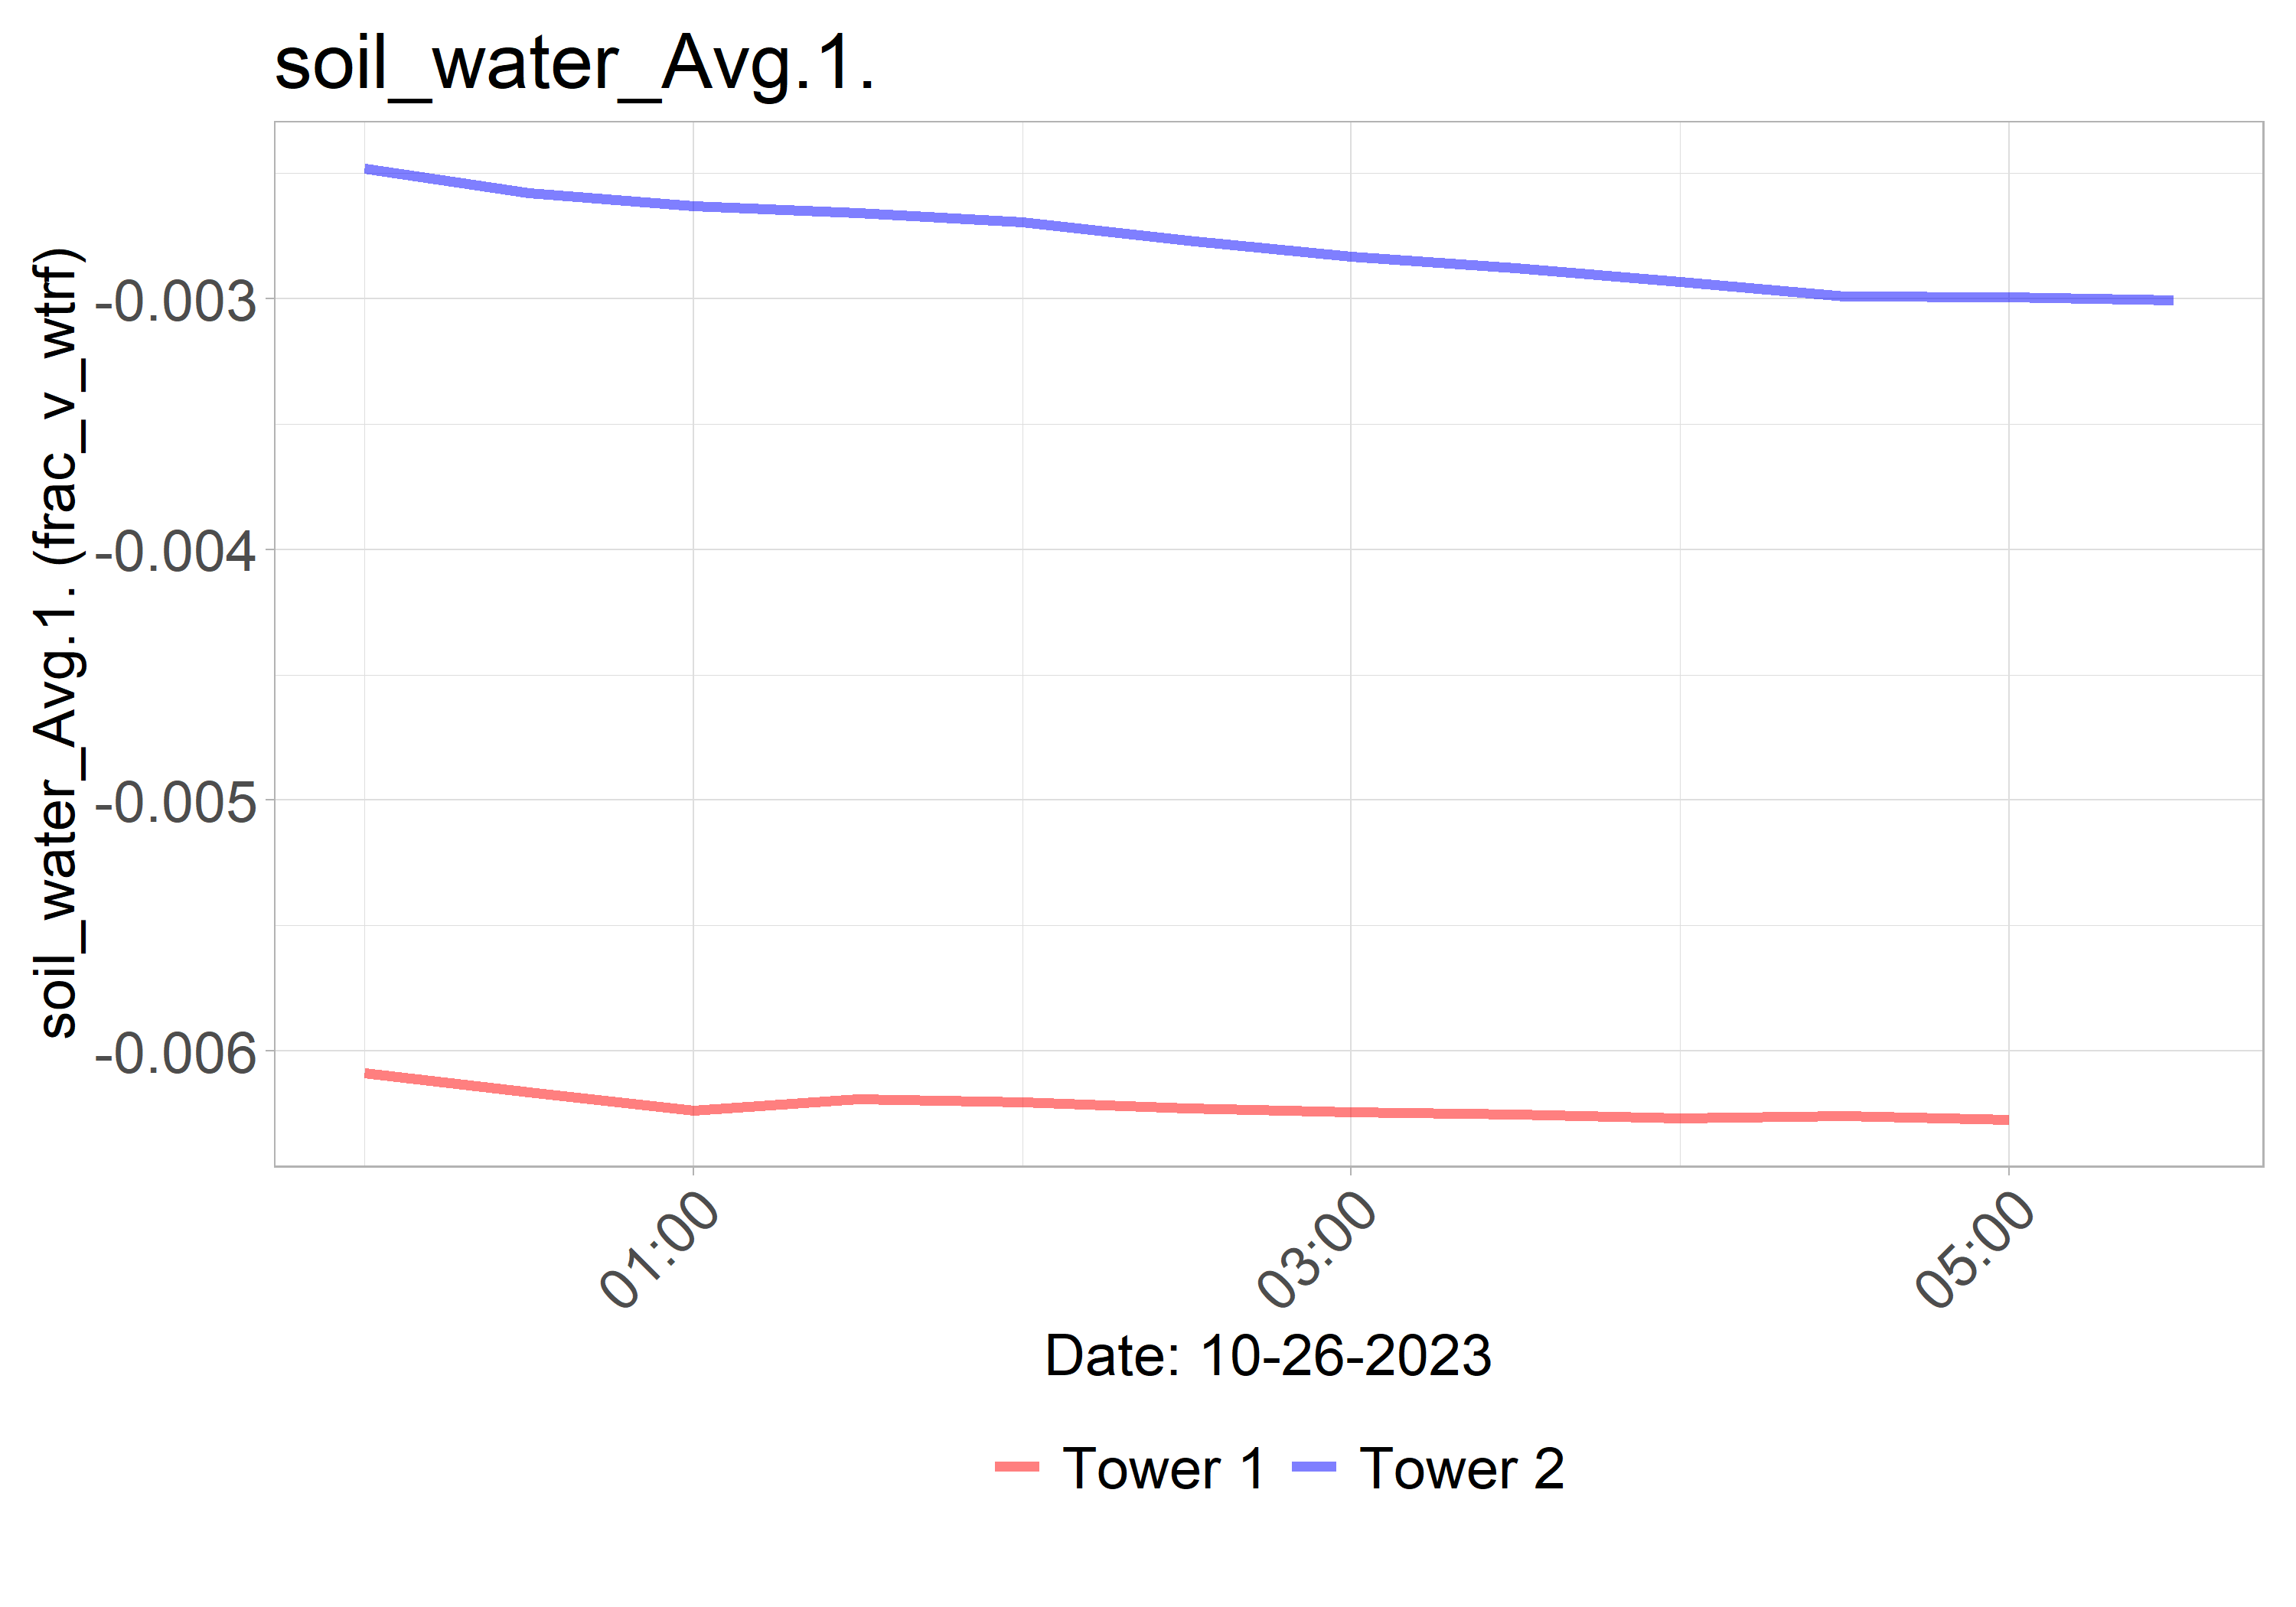 soil_water_Avg.1.
soil_water_Avg.1. (frac_v_wtrf)
-0.003
-0.004
-0.005
-0.006
01:00
03:00
05:00
Date: 10-26-2023
Tower 1
Tower 2